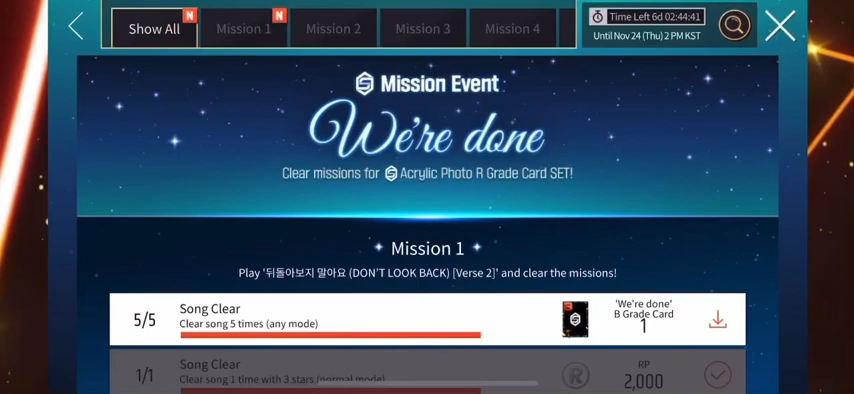 Show All
N
Mission 1
N
Mission 2
Mission 3
Mission 4
Time Left 6d 02:44:41
Until Nov 24 (Thu) 2 PM KST
Mission Event
We're done
Clear missions for S Acrylic Photo R Grade Card SET!
Mission 1
Play '뒤돌아보지 말아요 (DON'T LOOK BACK) [Verse 2]' and clear the missions!
5/5
Song Clear
Clear song 5 times (any mode)
'We're done'
B Grade Card
1
1/1
Song Clear
Clear song 1 time with 3 stars (normal mode)
R
RP
2,000